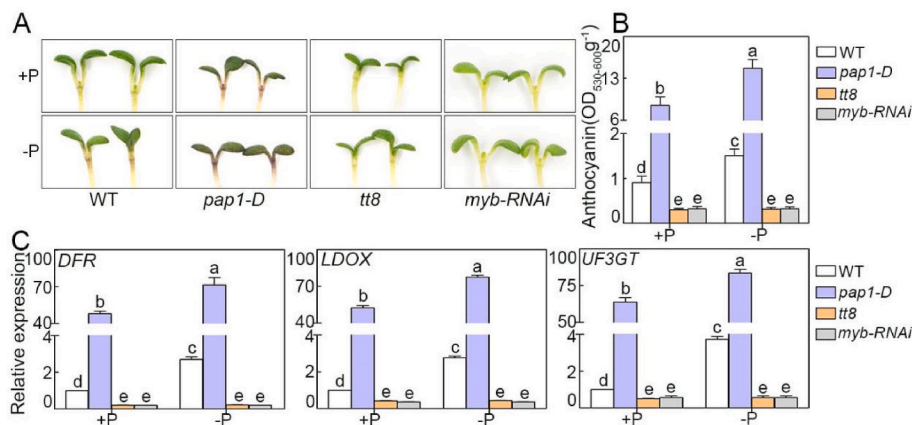 A
+P
-P
WT
pap1-D
tt8
myb-RNAi
B
Anthocyanin(OD530-600g-1)
20
13
6
2
1
0
d
b
e e
c
a
e e
+P
-P
WT
pap1-D
tt8
myb-RNAi
C
Relative expression
DFR
100
70
40
4
2
0
d
b
e e
c
a
e e
+P
-P
LDOX
100
70
40
4
2
0
d
b
e e
c
a
e e
+P
-P
UF3GT
100
75
50
4
2
0
d
b
e e
c
a
e e
+P
-P
WT
pap1-D
tt8
myb-RNAi